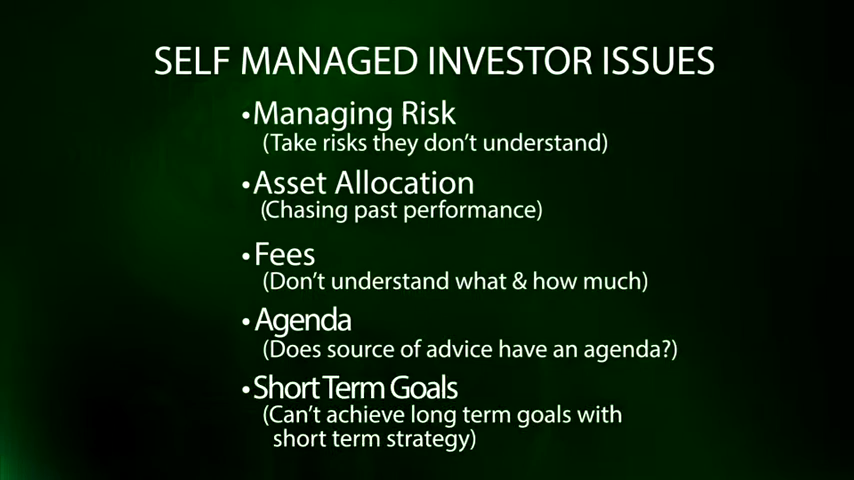 SELF MANAGED INVESTOR ISSUES
•Managing Risk
(Take risks they don't understand)
•Asset Allocation
(Chasing past performance)
•Fees
(Don't understand what & how much)
•Agenda
(Does source of advice have an agenda?)
•Short Term Goals
(Can't achieve long term goals with
short term strategy)